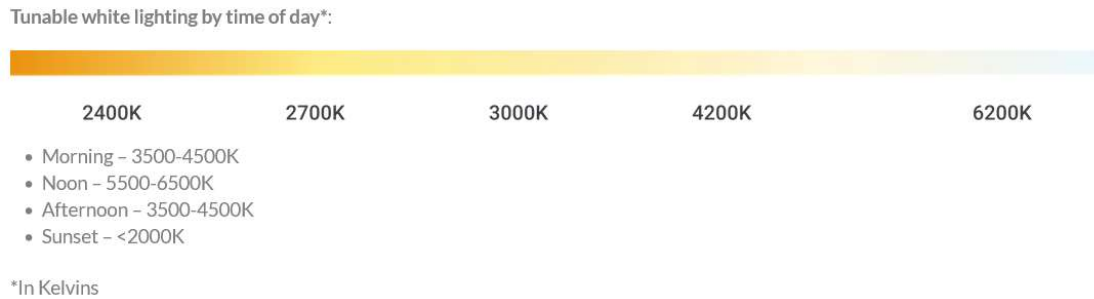 Tunable white lighting by time of day*:
2400K 2700K 3000K 4200K 6200K
• Morning – 3500-4500K
• Noon – 5500-6500K
• Afternoon – 3500-4500K
• Sunset – <2000K
*In Kelvins